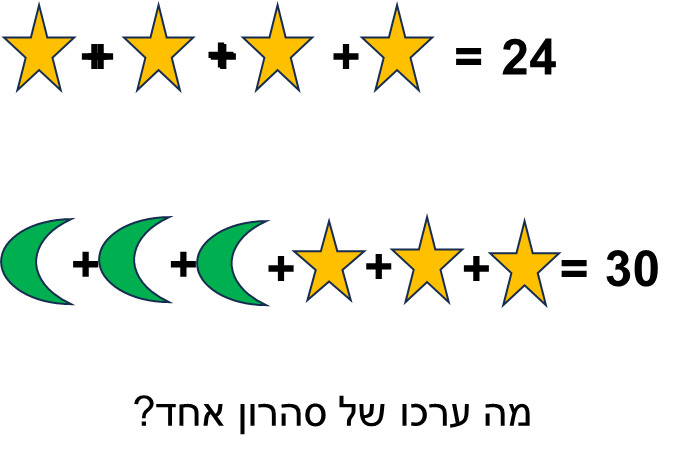 + + + = 24
+ + + + + = 30
מה ערכו של סהרון אחד?